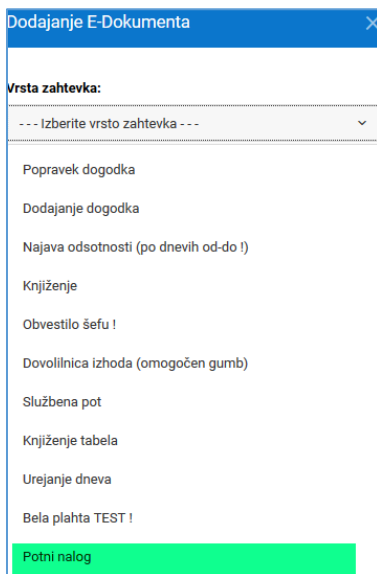 Dodajanje E-Dokumenta
Vrsta zahtevka:
- - - Izberite vrsto zahtevka - - -
Popravek dogodka
Dodajanje dogodka
Najava odsotnosti (po dnevih od-do !)
Knjiženje
Obvestilo šefu !
Dovolilnica izhoda (omogočen gumb)
Službena pot
Knjiženje tabela
Urejanje dneva
Bela plahta TEST !
Potni nalog